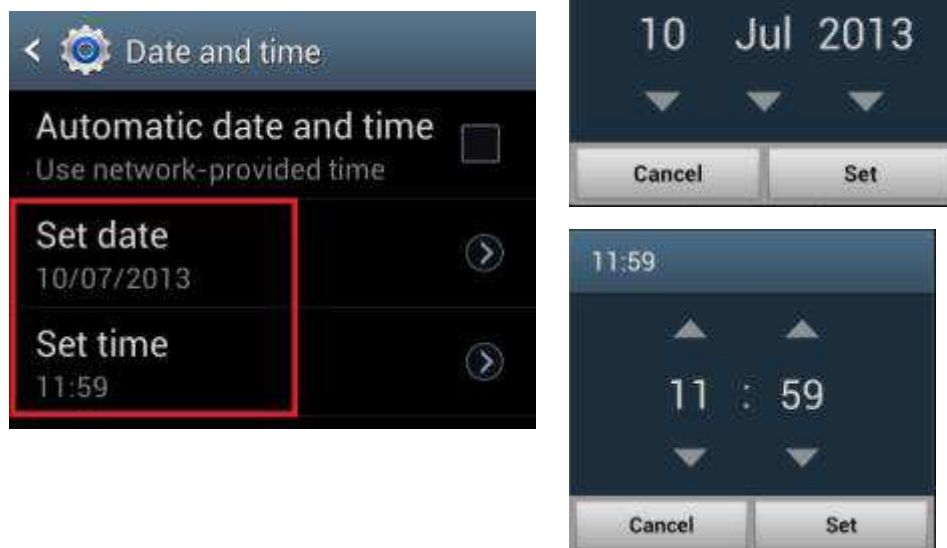 Date and time
Automatic date and time
Use network-provided time
Set date
10/07/2013
Set time
11:59
10 Jul 2013
Cancel Set
11:59
11 : 59
Cancel Set